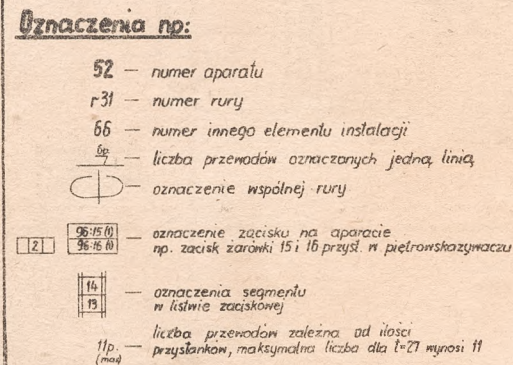 Oznaczenia np:
52 — numer aparatu
r31 — numer rury
66 — numer innego elementu instalacji
6p — liczba przewodów oznaczonych jedną linią
— oznaczenie wspólnej rury
96:15(1) — oznaczenie zacisku na aparacie
2 96:16(1) np. zacisk żarówki 15 i 16 przyst. w piętrowskazywaczu
14 — oznaczenia segmentu
13 w listwie zaciskowej
liczba przewodów zależna od ilości
11p. — przystanków, maksymalna liczba dla t=27 wynosi 11
(max)